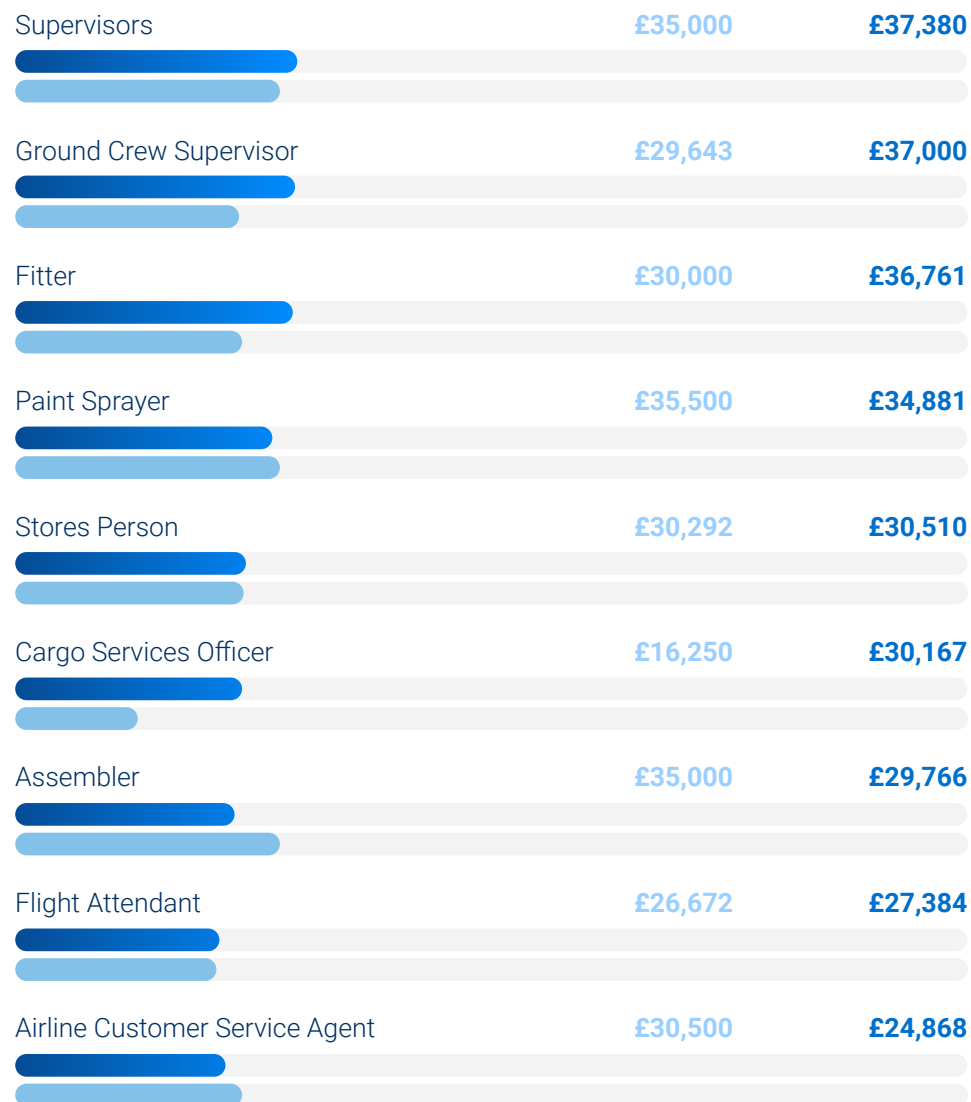 Supervisors £35,000 £37,380
Ground Crew Supervisor £29,643 £37,000
Fitter £30,000 £36,761
Paint Sprayer £35,500 £34,881
Stores Person £30,292 £30,510
Cargo Services Officer £16,250 £30,167
Assembler £35,000 £29,766
Flight Attendant £26,672 £27,384
Airline Customer Service Agent £30,500 £24,868